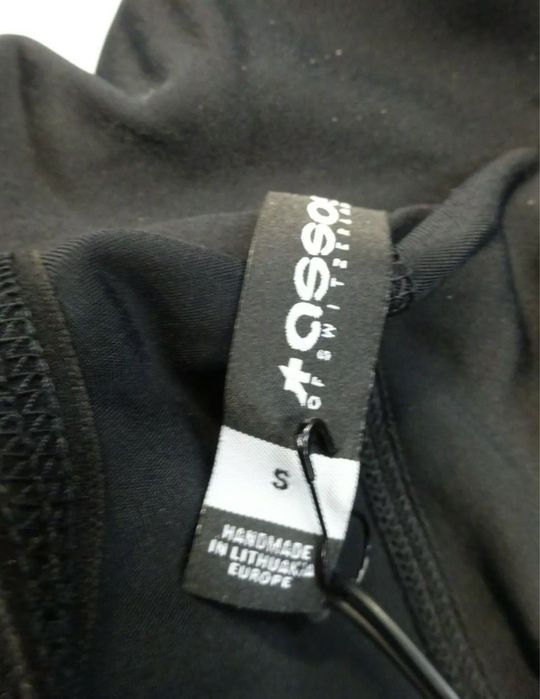 assos
OF SWITZERLAND
S
HANDMADE
IN LITHUANIA
EUROPE